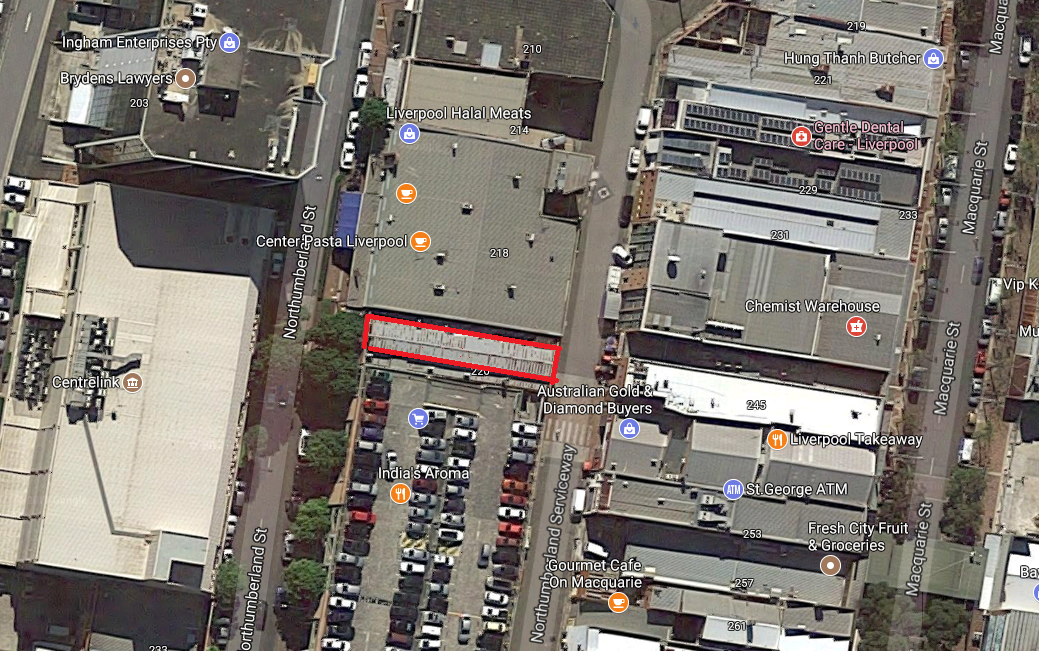 219
Ingham Enterprises Pty
210
Hung Thanh Butcher
Brydens Lawyers
221
203
Liverpool Halal Meats
214
Gentle Dental
Care - Liverpool
Macquarie St
229
233
231
Center Pasta Liverpool
218
Northumberland St
Vip K
Chemist Warehouse
Mu
Macquarie St
220
Centrelink
Australian Gold &
Diamond Buyers
245
Liverpool Takeaway
India's Aroma
ATM
St.George ATM
Northumberland Serviceway
253
Fresh City Fruit
& Groceries
Macquarie St
Gourmet Cafe
On Macquarie
257
Ba
261
233